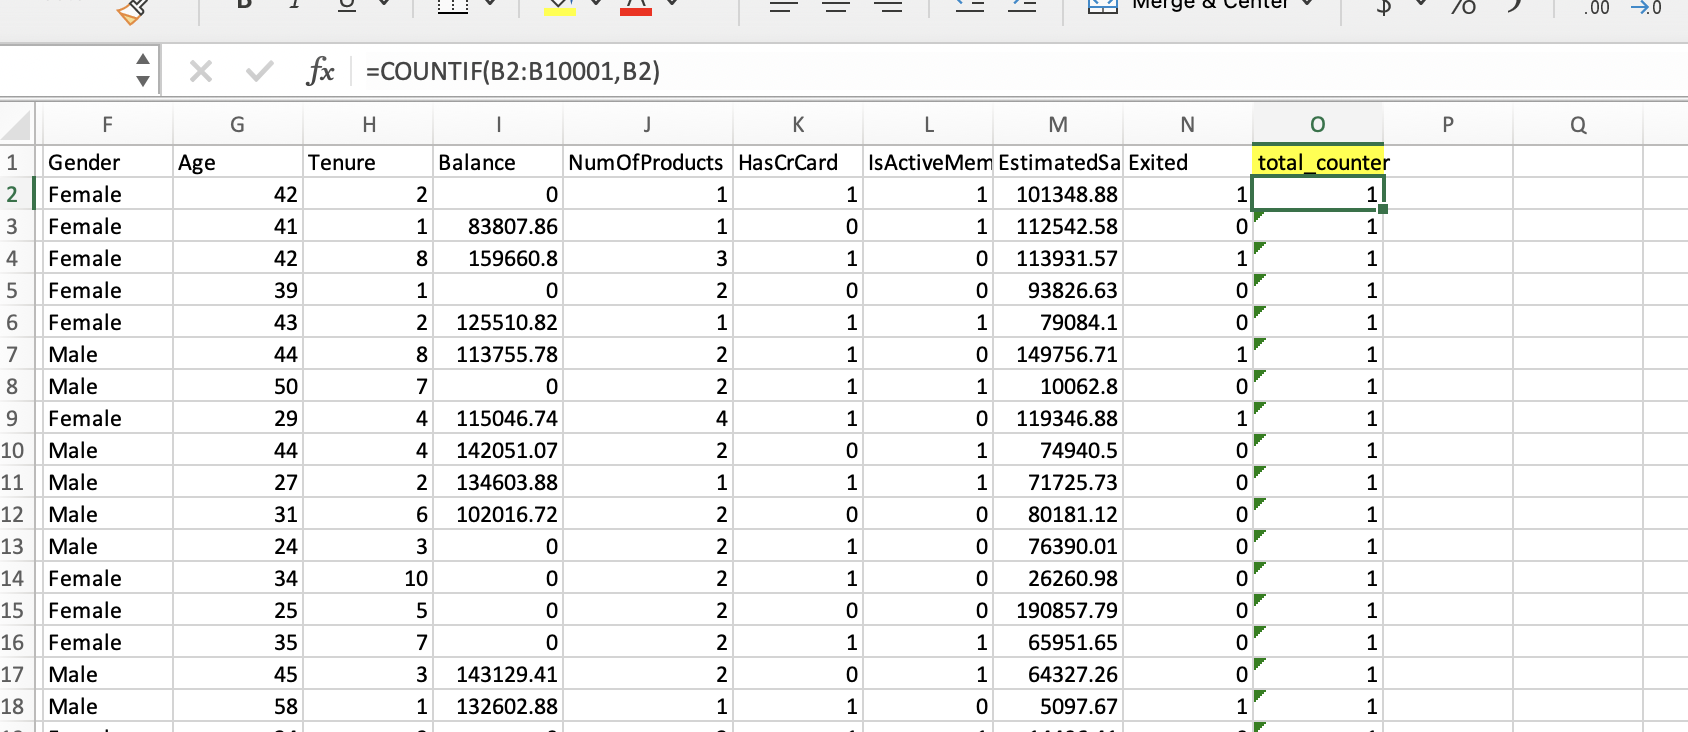 Merge & Center $ % .00 .0
fx =COUNTIF(B2:B10001,B2)
F G H I J K L M N O P Q
1 Gender Age Tenure Balance NumOfProducts HasCrCard IsActiveMem EstimatedSa Exited total_counter
2 Female 42 2 0 1 1 1 101348.88 1 1
3 Female 41 1 83807.86 1 0 1 112542.58 0 1
4 Female 42 8 159660.8 3 1 0 113931.57 1 1
5 Female 39 1 0 2 0 0 93826.63 0 1
6 Female 43 2 125510.82 1 1 1 79084.1 0 1
7 Male 44 8 113755.78 2 1 0 149756.71 1 1
8 Male 50 7 0 2 1 1 10062.8 0 1
9 Female 29 4 115046.74 4 1 0 119346.88 1 1
10 Male 44 4 142051.07 2 0 1 74940.5 0 1
11 Male 27 2 134603.88 1 1 1 71725.73 0 1
12 Male 31 6 102016.72 2 0 0 80181.12 0 1
13 Male 24 3 0 2 1 0 76390.01 0 1
14 Female 34 10 0 2 1 0 26260.98 0 1
15 Female 25 5 0 2 0 0 190857.79 0 1
16 Female 35 7 0 2 1 1 65951.65 0 1
17 Male 45 3 143129.41 2 0 1 64327.26 0 1
18 Male 58 1 132602.88 1 1 0 5097.67 1 1